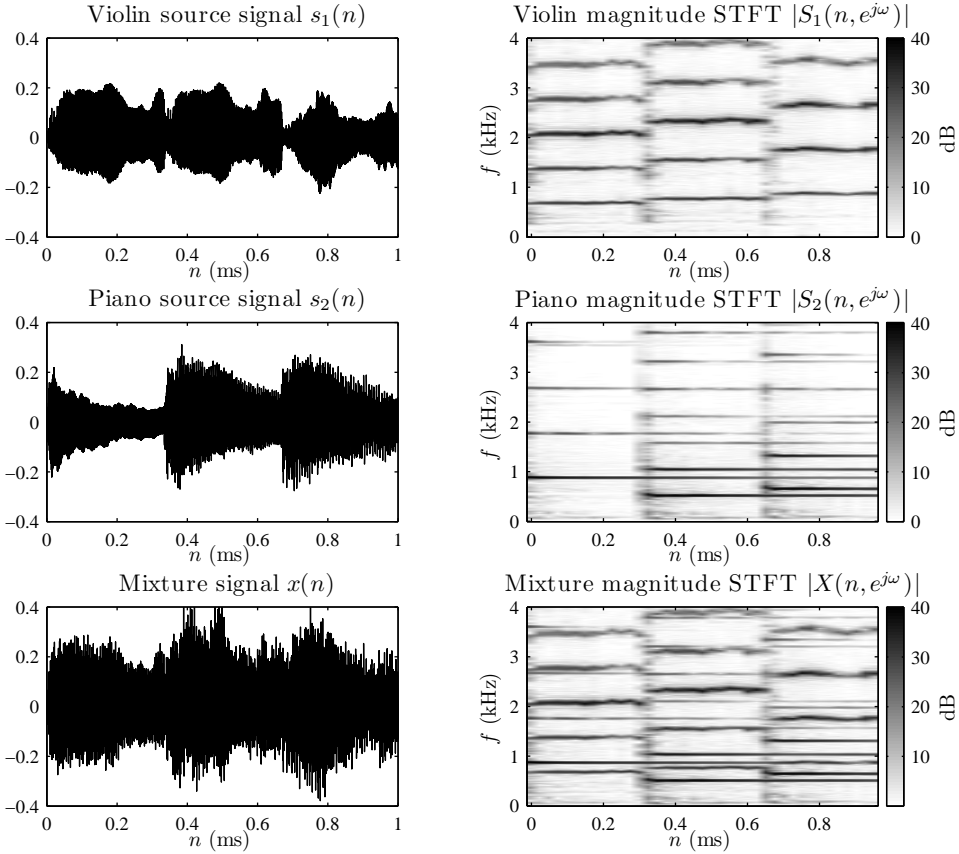 Violin source signal s₁(n)
0.4
0.2
0
−0.2
−0.4
0 0.2 0.4 0.6 0.8 1
n (ms)
Violin magnitude STFT |S₁(n, e^{jω})|
4
3
2
1
0
f (kHz)
0 0.2 0.4 0.6 0.8
n (ms)
40
30
20
10
0
dB
Piano source signal s₂(n)
0.4
0.2
0
−0.2
−0.4
0 0.2 0.4 0.6 0.8 1
n (ms)
Piano magnitude STFT |S₂(n, e^{jω})|
4
3
2
1
0
f (kHz)
0 0.2 0.4 0.6 0.8
n (ms)
40
30
20
10
0
dB
Mixture signal x(n)
0.4
0.2
0
−0.2
−0.4
0 0.2 0.4 0.6 0.8 1
n (ms)
Mixture magnitude STFT |X(n, e^{jω})|
4
3
2
1
0
f (kHz)
0 0.2 0.4 0.6 0.8
n (ms)
40
30
20
10
0
dB